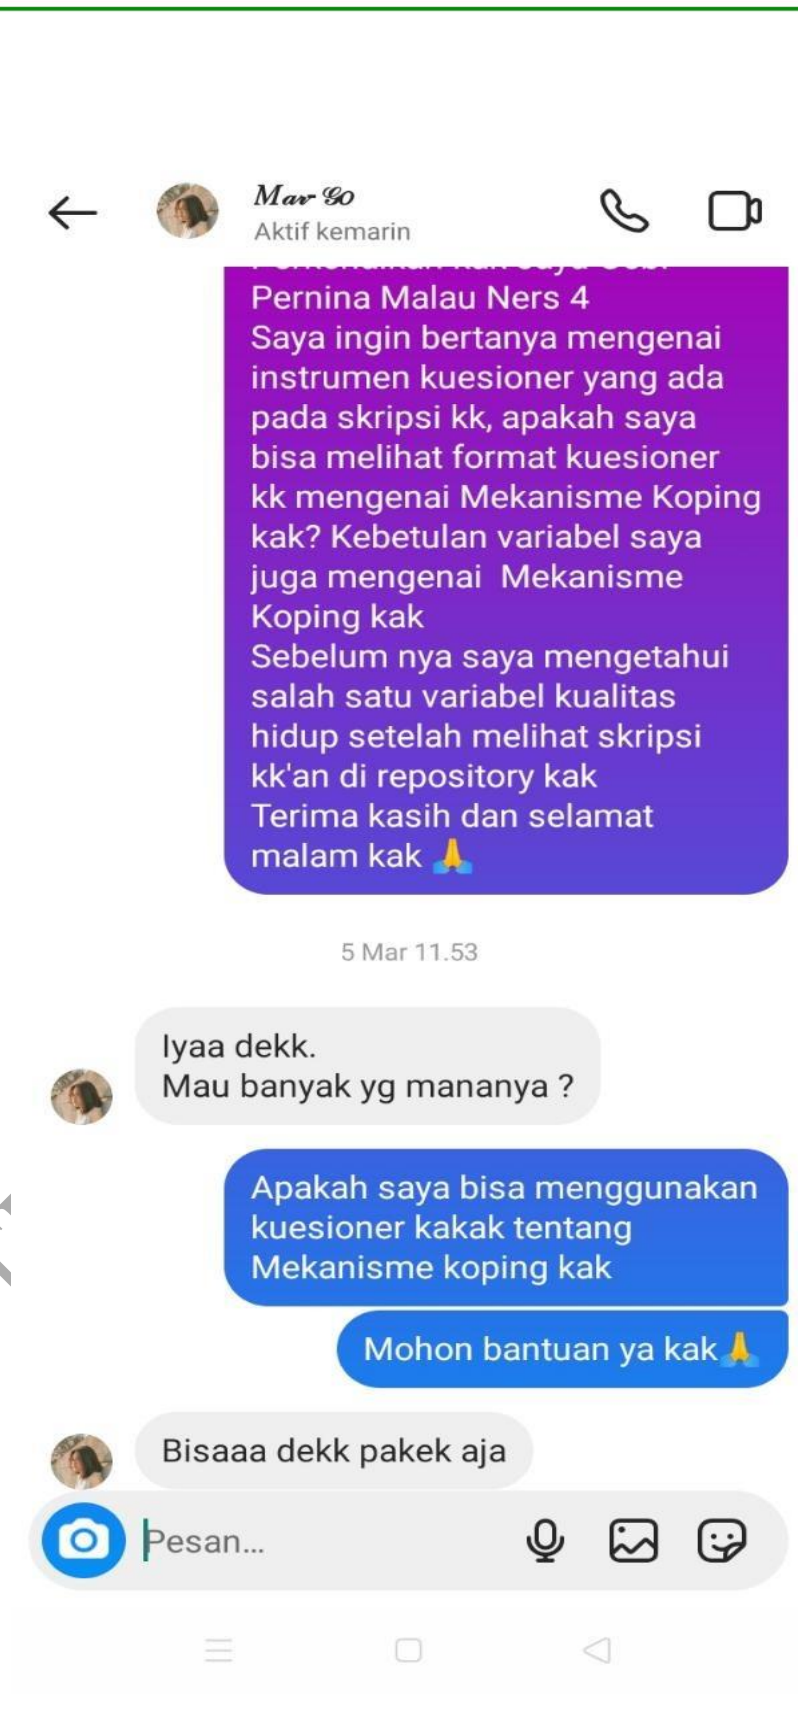 Mar Go
Aktif kemarin
Pernina Malau Ners 4
Saya ingin bertanya mengenai
instrumen kuesioner yang ada
pada skripsi kk, apakah saya
bisa melihat format kuesioner
kk mengenai Mekanisme Koping
kak? Kebetulan variabel saya
juga mengenai  Mekanisme
Koping kak
Sebelum nya saya mengetahui
salah satu variabel kualitas
hidup setelah melihat skripsi
kk'an di repository kak
Terima kasih dan selamat
malam kak 🙏
5 Mar 11.53
Iyaa dekk.
Mau banyak yg mananya ?
Apakah saya bisa menggunakan
kuesioner kakak tentang
Mekanisme koping kak
Mohon bantuan ya kak🙏
Bisaaa dekk pakek aja
Pesan...